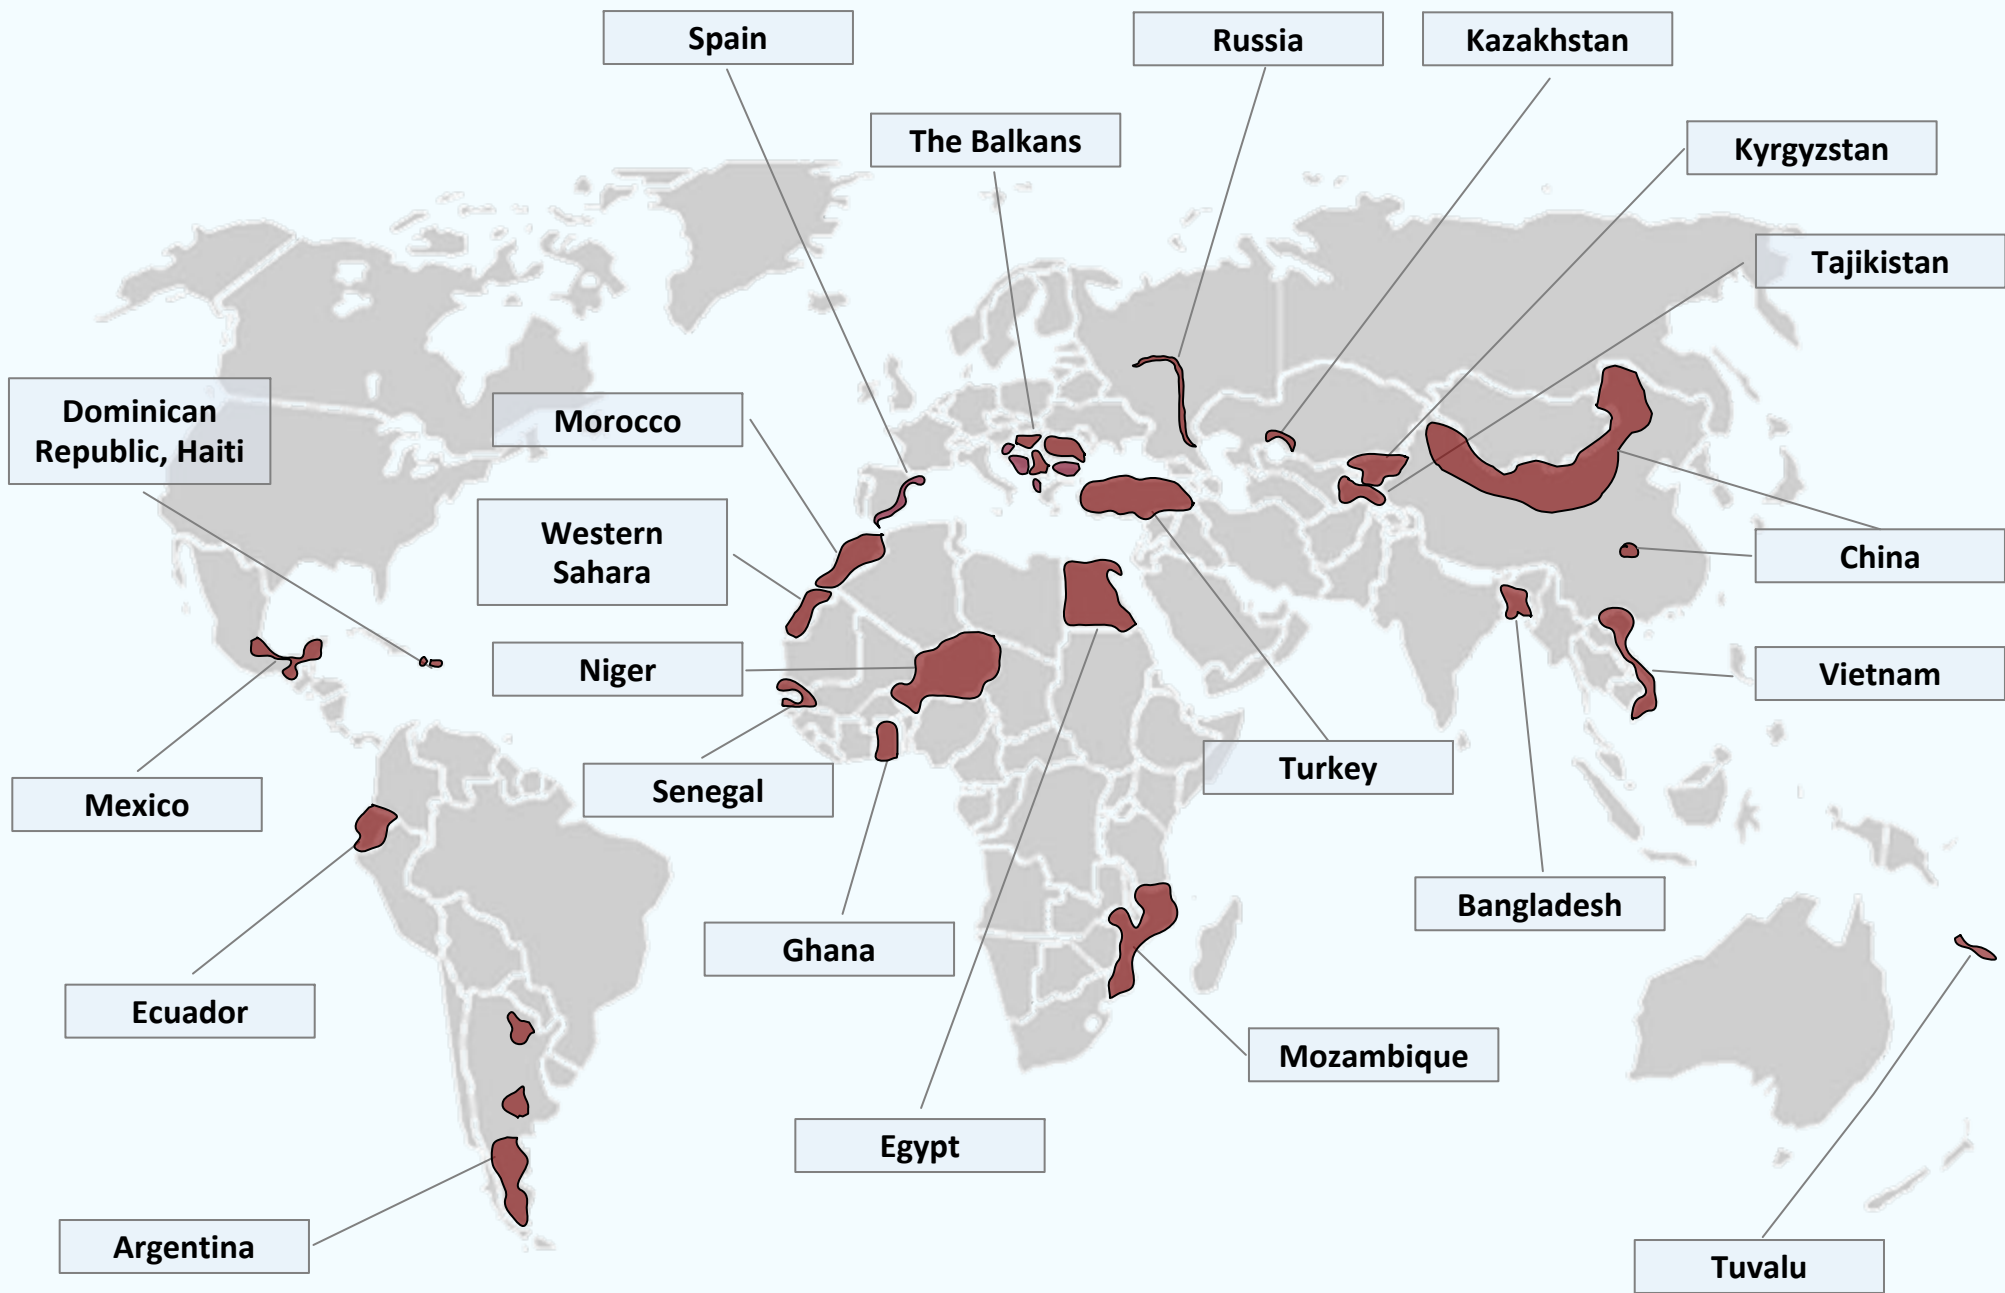 Spain
Russia
Kazakhstan
The Balkans
Kyrgyzstan
Tajikistan
Dominican
Republic, Haiti
Morocco
Western
Sahara
China
Niger
Vietnam
Senegal
Turkey
Mexico
Bangladesh
Ghana
Ecuador
Mozambique
Egypt
Argentina
Tuvalu